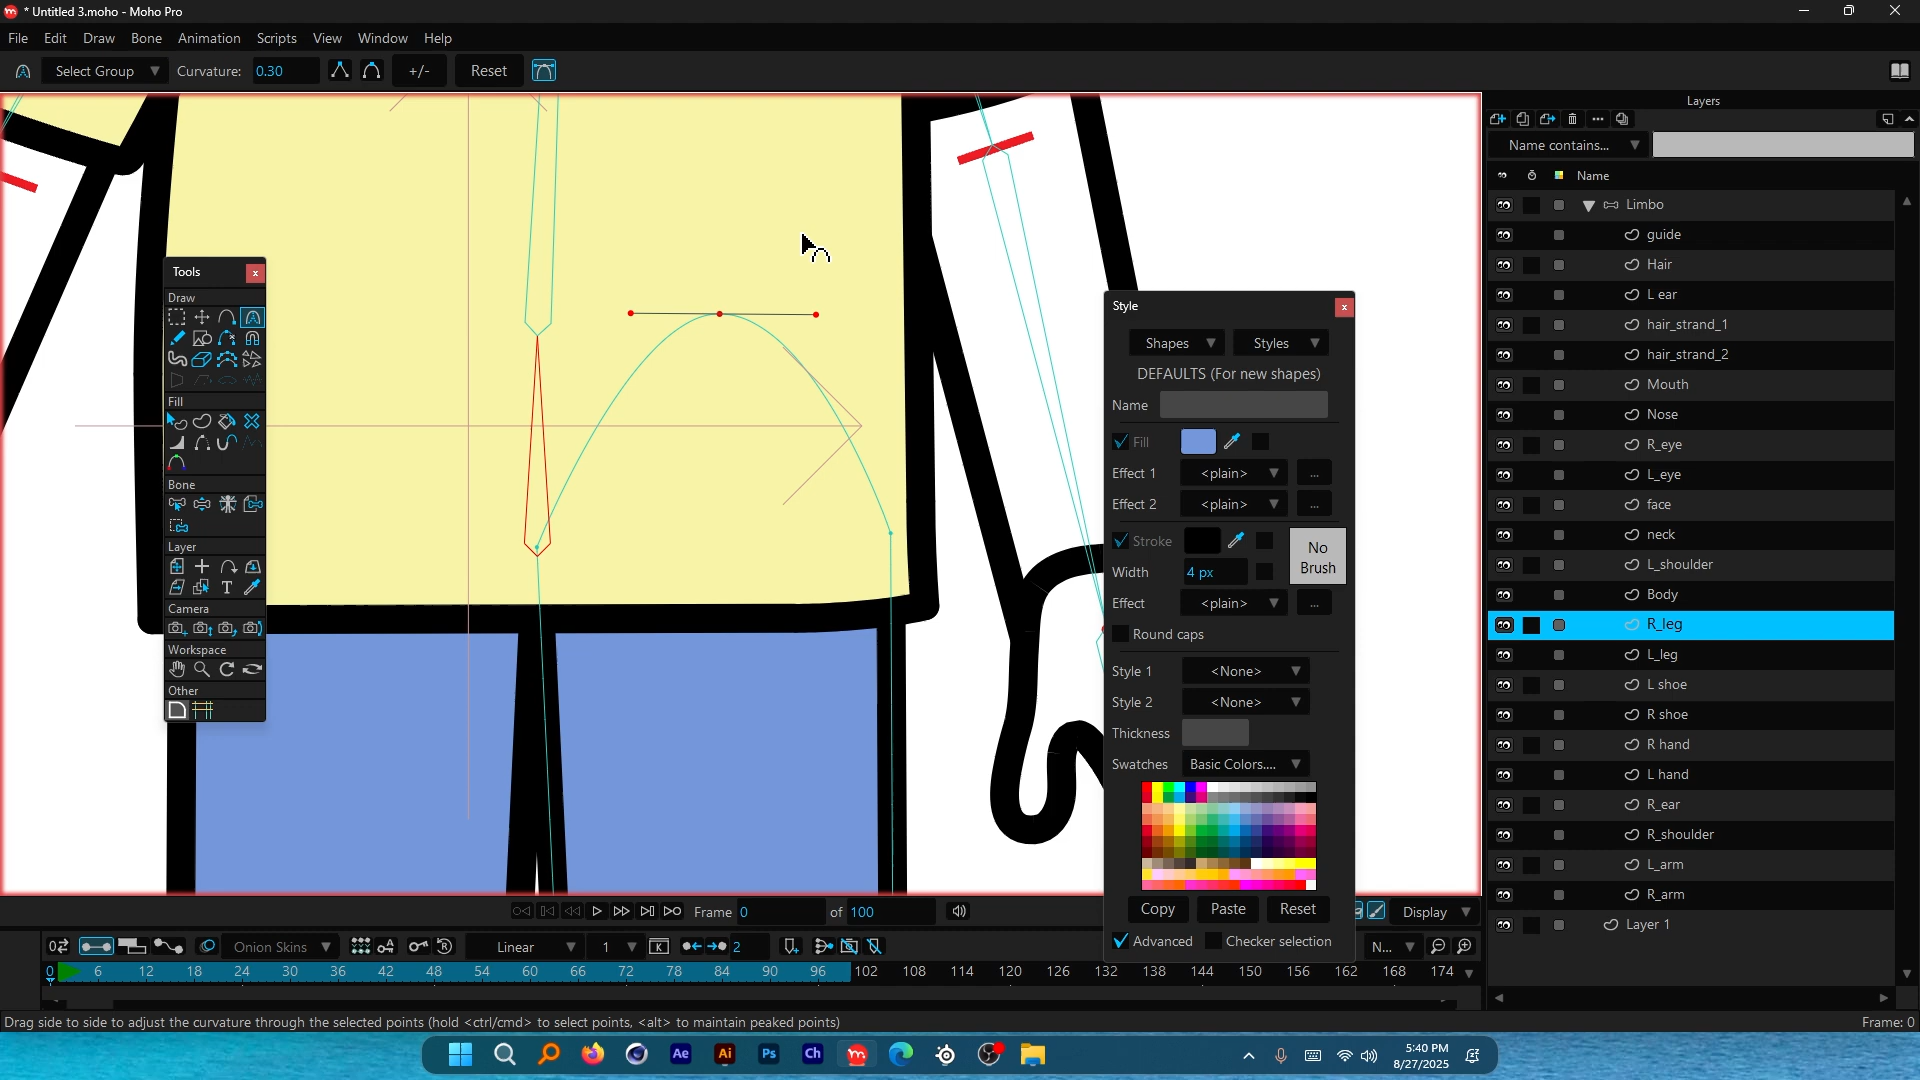 * Untitled 3.moho - Moho Pro
File Edit Draw Bone Animation Scripts View Window Help
Select Group Curvature: 0.30 +/- Reset
Layers
Name contains...
Name
Limbo
guide
Hair
L ear
hair_strand_1
hair_strand_2
Mouth
Nose
R_eye
L_eye
face
neck
L_shoulder
Body
R_leg
L_leg
L shoe
R shoe
R hand
L hand
R_ear
R_shoulder
L_arm
R_arm
Layer 1
Tools
Draw
Fill
Bone
Layer
Camera
Workspace
Other
Style
Shapes Styles
DEFAULTS (For new shapes)
Name
Fill
Effect 1 <plain> ...
Effect 2 <plain> ...
Stroke
No Brush
Width 4 px
Effect <plain> ...
Round caps
Style 1 <None>
Style 2 <None>
Thickness
Swatches Basic Colors....
Copy Paste Reset
Advanced Checker selection
Frame 0 of 100 Display
Onion Skins Linear 1 2 N...
0 6 12 18 24 30 36 42 48 54 60 66 72 78 84 90 96 102 108 114 120 126 132 138 144 150 156 162 168 174
Drag side to side to adjust the curvature through the selected points (hold <ctrl/cmd> to select points, <alt> to maintain peaked points) Frame: 0
Ae Ai Ps Ch
5:40 PM
8/27/2025